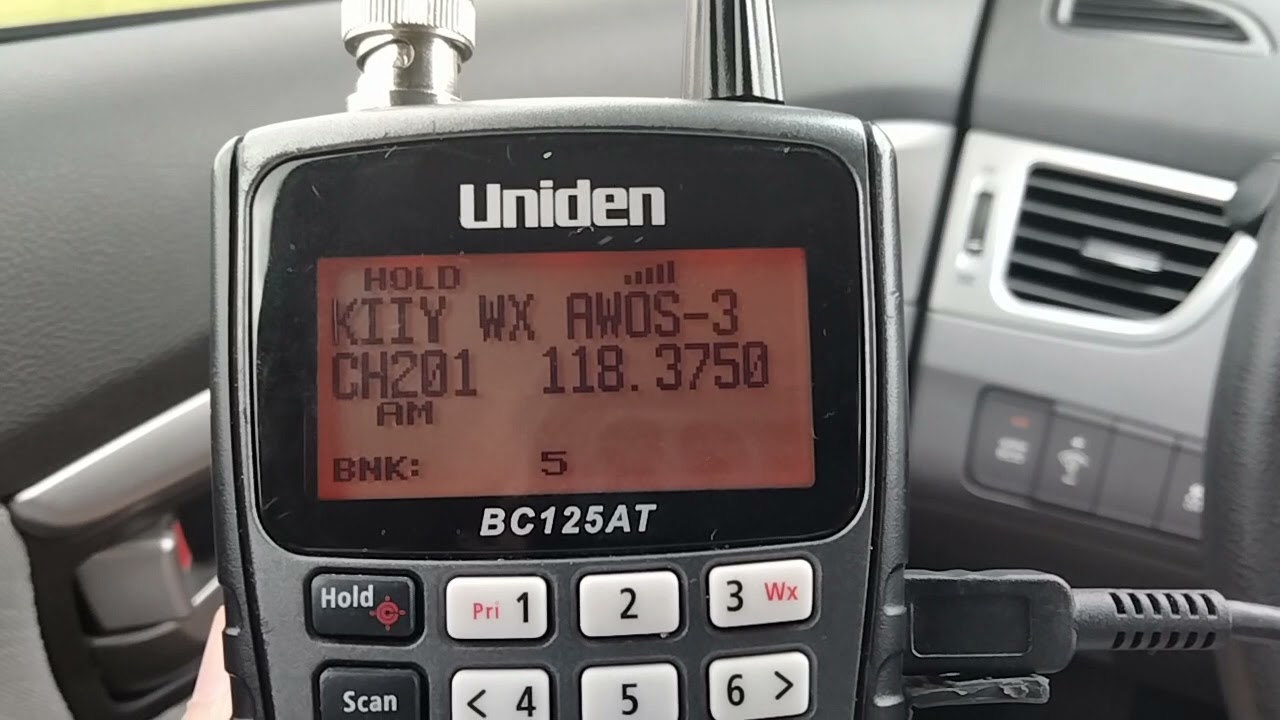 Uniden
HOLD
KIIY WX AWOS-3
CH201 118.3750
AM
BNK: 5
BC125AT
Hold Pri 1 2 3 Wx
Scan < 4 5 6 >